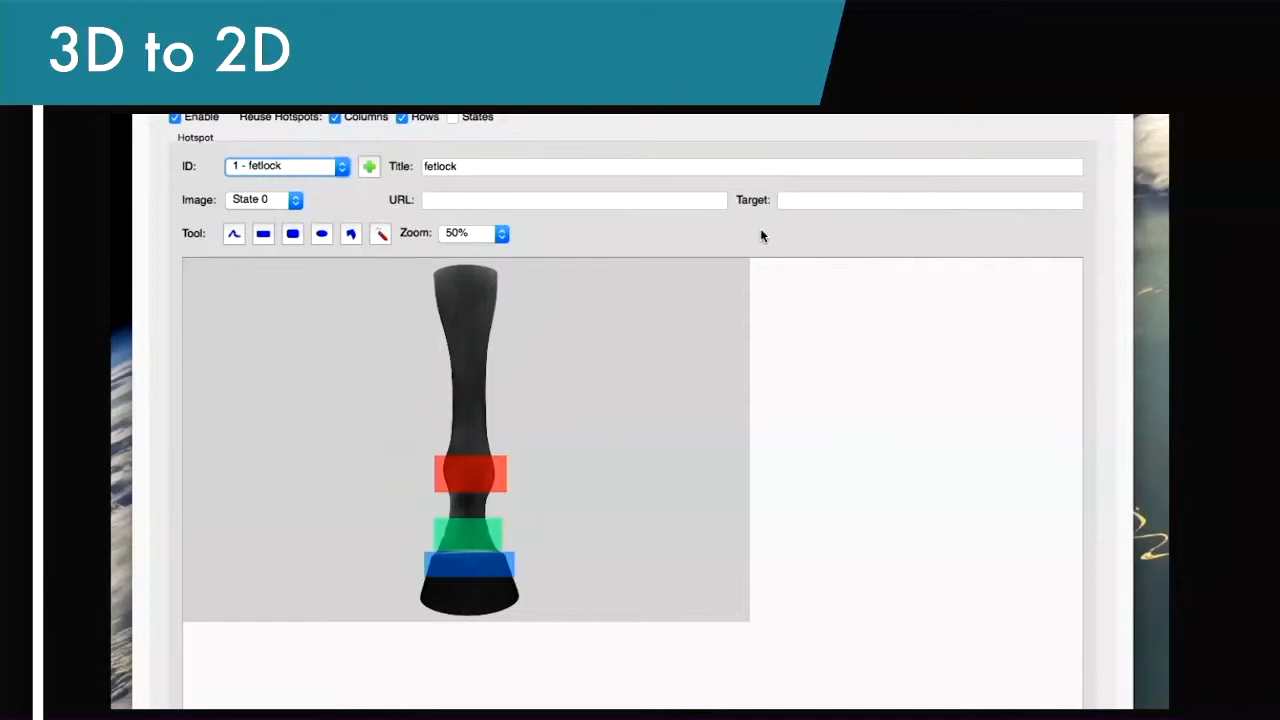 3D to 2D
Enable Reuse Hotspots: Columns Rows States
Hotspot
ID: 1 - fetlock Title: fetlock
Image: State 0 URL: Target:
Tool: Zoom: 50%